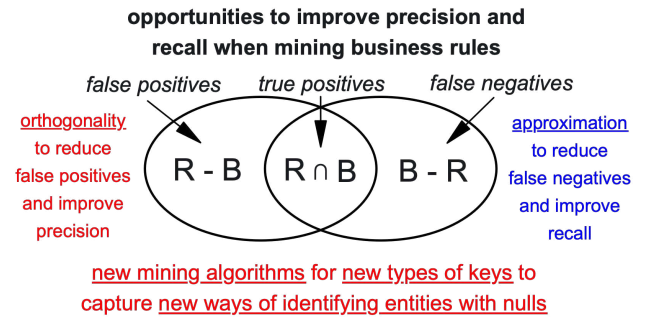 opportunities to improve precision and
recall when mining business rules
false positives true positives false negatives
orthogonality
to reduce
false positives
and improve
precision
R - B
R ∩ B
B - R
approximation
to reduce
false negatives
and improve
recall
new mining algorithms for new types of keys to
capture new ways of identifying entities with nulls